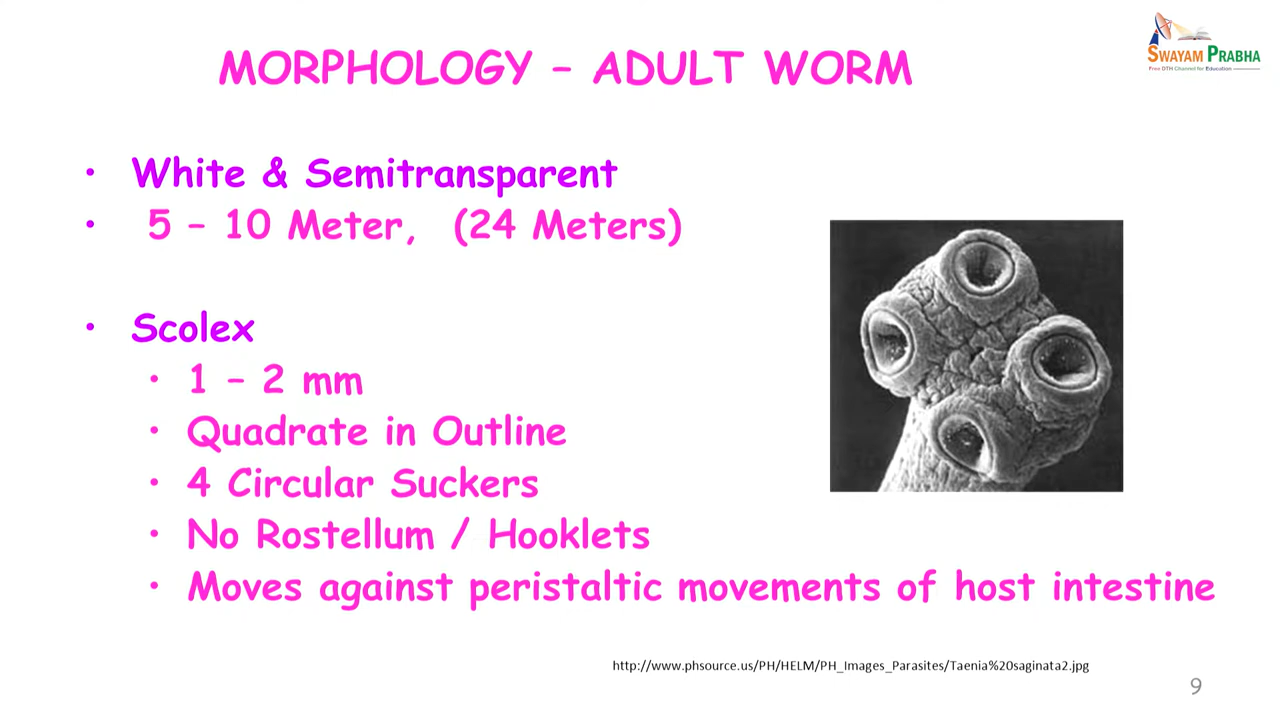 MORPHOLOGY – ADULT WORM
SWAYAM PRABHA
Free DTH Channel for Education
• White & Semitransparent
• 5 – 10 Meter, (24 Meters)
• Scolex
• 1 – 2 mm
• Quadrate in Outline
• 4 Circular Suckers
• No Rostellum / Hooklets
• Moves against peristaltic movements of host intestine
http://www.phsource.us/PH/HELM/PH_Images_Parasites/Taenia%20saginata2.jpg
9